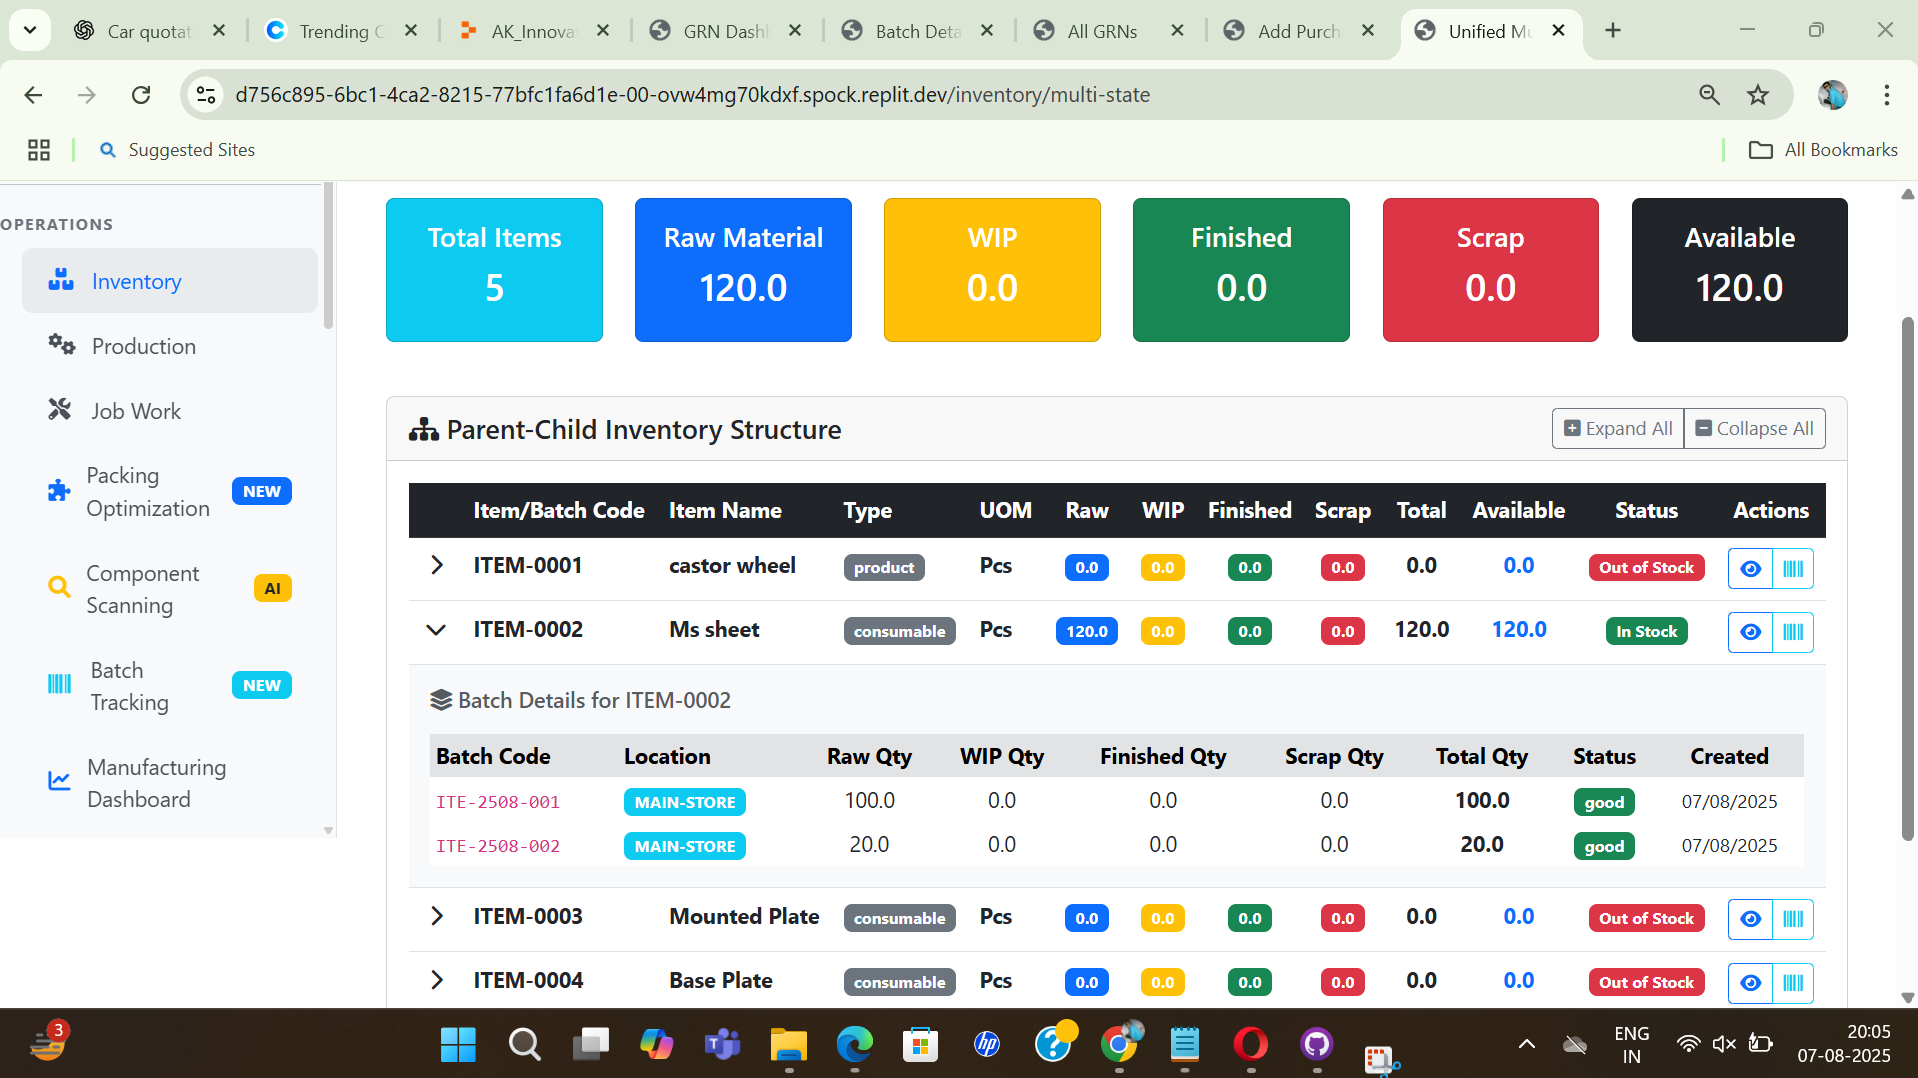 Car quotat
Trending C
AK_Innova
GRN Dashb
Batch Deta
All GRNs
Add Purch
Unified Mu
d756c895-6bc1-4ca2-8215-77bfc1fa6d1e-00-ovw4mg70kdxf.spock.replit.dev/inventory/multi-state
Suggested Sites
All Bookmarks
OPERATIONS
Inventory
Production
Job Work
Packing
Optimization
NEW
Component
Scanning
AI
Batch
Tracking
NEW
Manufacturing
Dashboard
Total Items
5
Raw Material
120.0
WIP
0.0
Finished
0.0
Scrap
0.0
Available
120.0
Parent-Child Inventory Structure
Expand All
Collapse All
Item/Batch Code Item Name Type UOM Raw WIP Finished Scrap Total Available Status Actions
ITEM-0001 castor wheel product Pcs 0.0 0.0 0.0 0.0 0.0 0.0 Out of Stock
ITEM-0002 Ms sheet consumable Pcs 120.0 0.0 0.0 0.0 120.0 120.0 In Stock
Batch Details for ITEM-0002
Batch Code Location Raw Qty WIP Qty Finished Qty Scrap Qty Total Qty Status Created
ITE-2508-001 MAIN-STORE 100.0 0.0 0.0 0.0 100.0 good 07/08/2025
ITE-2508-002 MAIN-STORE 20.0 0.0 0.0 0.0 20.0 good 07/08/2025
ITEM-0003 Mounted Plate consumable Pcs 0.0 0.0 0.0 0.0 0.0 0.0 Out of Stock
ITEM-0004 Base Plate consumable Pcs 0.0 0.0 0.0 0.0 0.0 0.0 Out of Stock
3
ENG
IN
20:05
07-08-2025